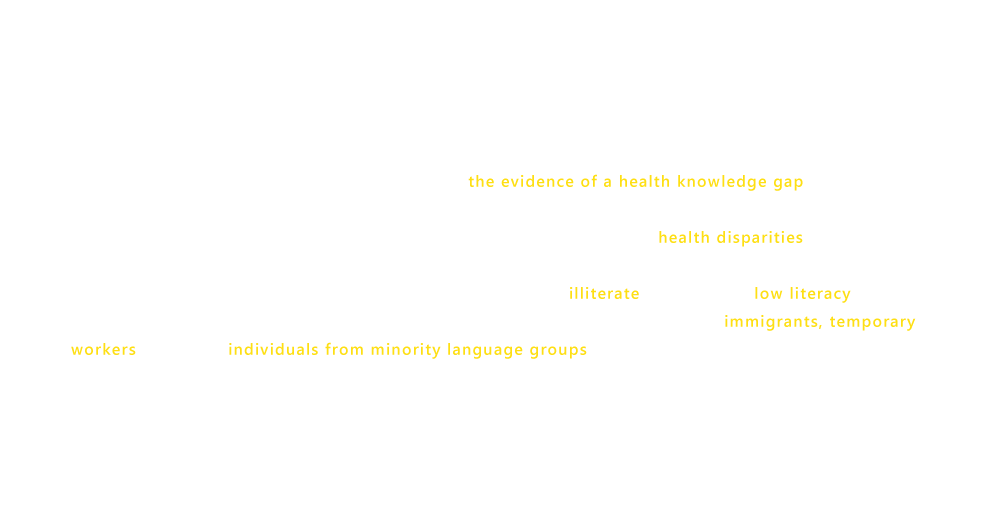 the evidence of a health knowledge gap
health disparities
illiterate low literacy
immigrants, temporary
workers individuals from minority language groups